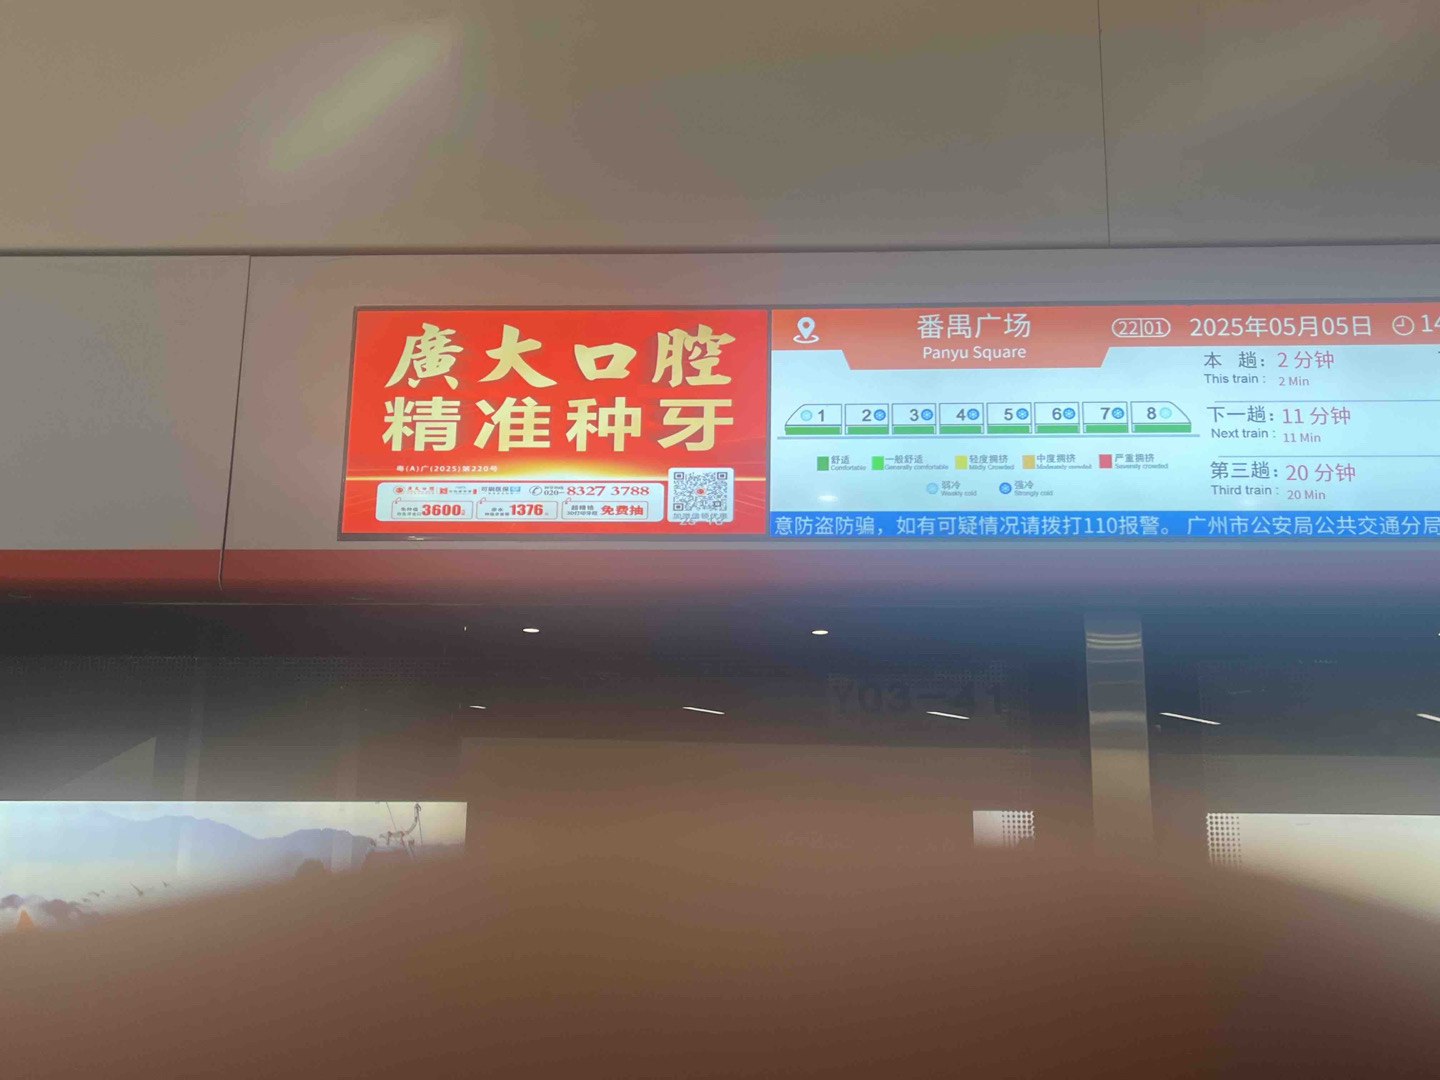 廣大口腔
精准种牙
粤(A)广(2025)第220号
020-8327 3788
3600
1376
免费抽
番禺广场
Panyu Square
22|01
2025年05月05日
14
1 2 3 4 5 6 7 8
舒适 一般舒适 轻度拥挤 中度拥挤 严重拥挤
Comfortable Generally comfortable Mildly Crowded Moderately crowded Severely crowded
弱冷 强冷
Weakly cold Strongly cold
本 趟: 2 分钟
This train : 2 Min
下一趟: 11 分钟
Next train : 11 Min
第三趟: 20 分钟
Third train : 20 Min
意防盗防骗，如有可疑情况请拨打110报警。 广州市公安局公共交通分局
Y03-41